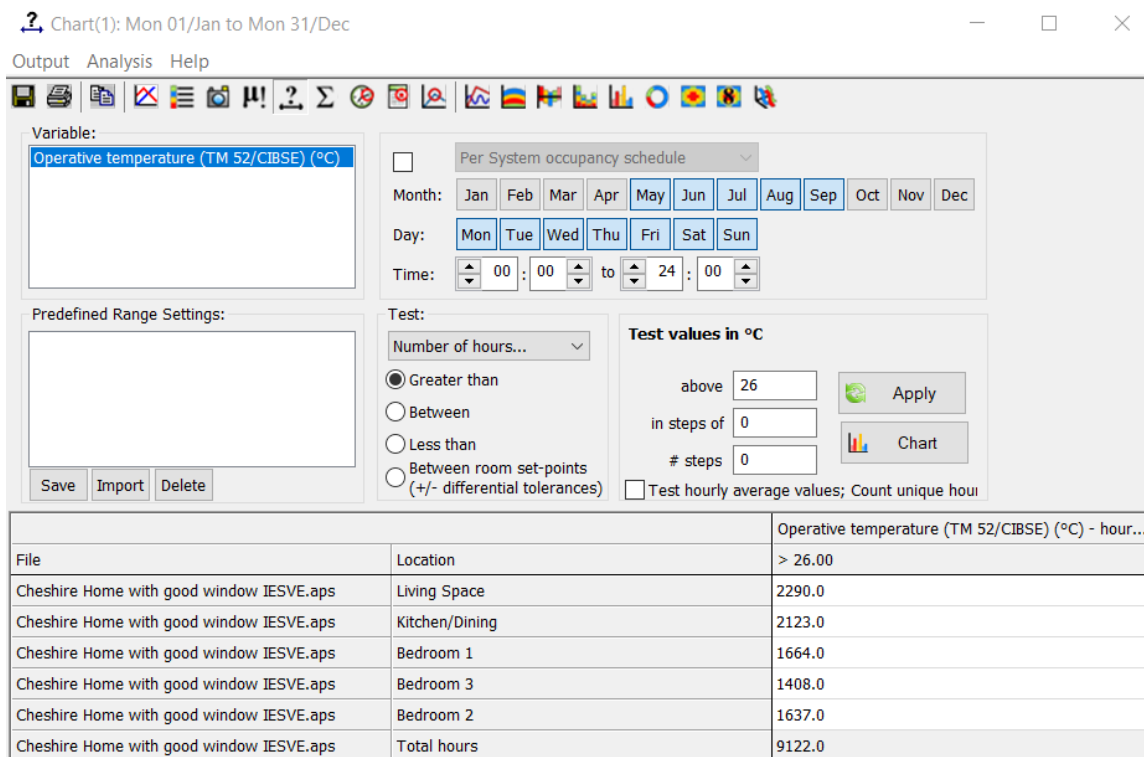 Chart(1): Mon 01/Jan to Mon 31/Dec
Output Analysis Help
Variable:
Operative temperature (TM 52/CIBSE) (°C)
Per System occupancy schedule
Month: Jan Feb Mar Apr May Jun Jul Aug Sep Oct Nov Dec
Day: Mon Tue Wed Thu Fri Sat Sun
Time: 00 : 00 to 24 : 00
Predefined Range Settings:
Save Import Delete
Test:
Number of hours...
Greater than
Between
Less than
Between room set-points
(+/- differential tolerances)
Test values in °C
above 26
in steps of 0
# steps 0
Apply
Chart
Test hourly average values; Count unique hour
Operative temperature (TM 52/CIBSE) (°C) - hour...
File Location > 26.00
Cheshire Home with good window IESVE.aps Living Space 2290.0
Cheshire Home with good window IESVE.aps Kitchen/Dining 2123.0
Cheshire Home with good window IESVE.aps Bedroom 1 1664.0
Cheshire Home with good window IESVE.aps Bedroom 3 1408.0
Cheshire Home with good window IESVE.aps Bedroom 2 1637.0
Cheshire Home with good window IESVE.aps Total hours 9122.0